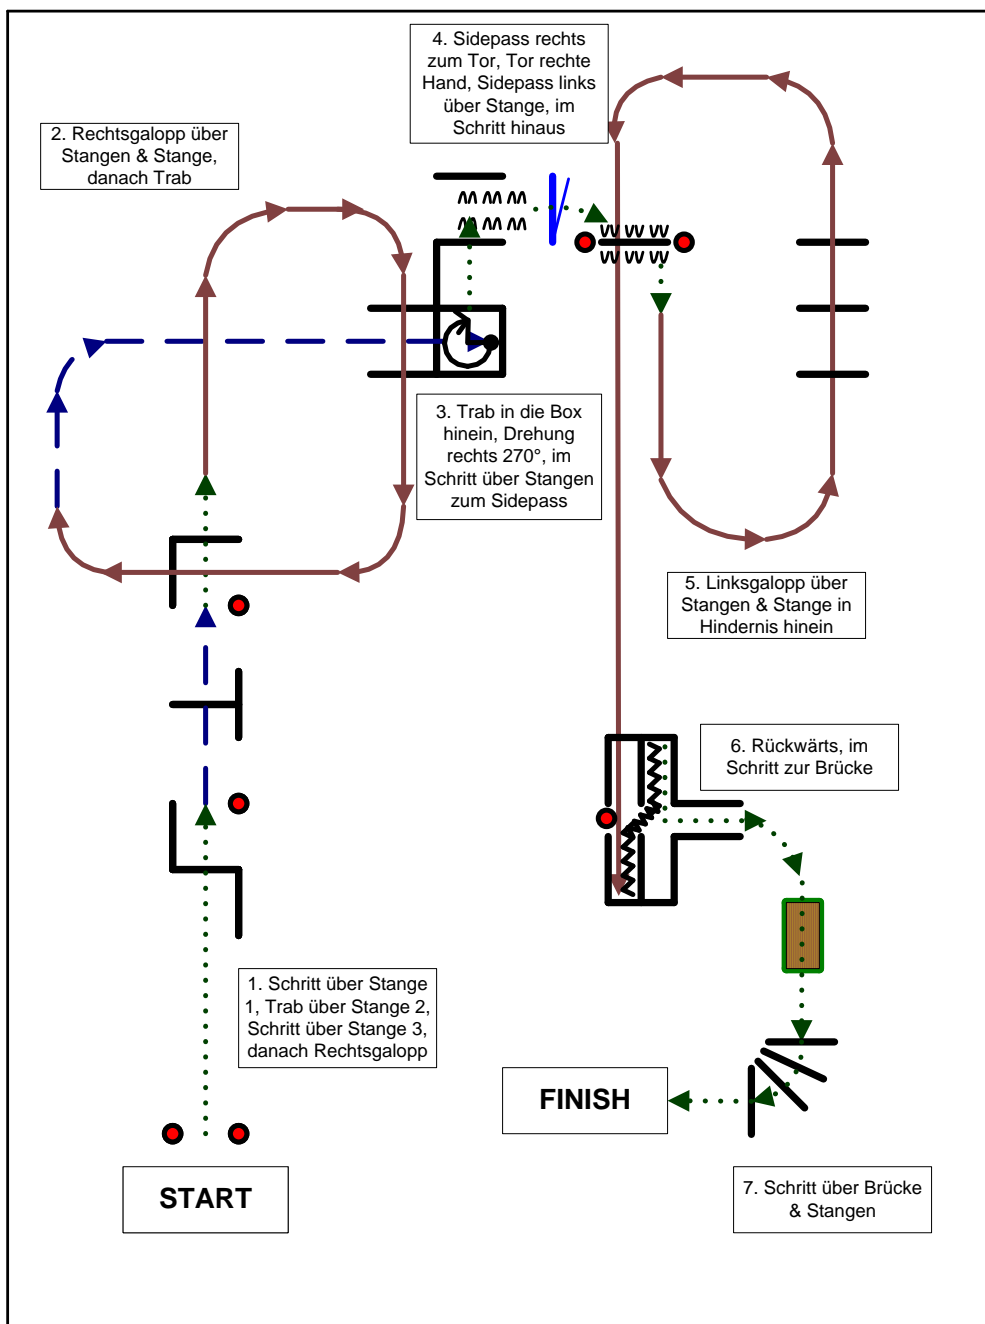 4. Sidepass rechts
zum Tor, Tor rechte
Hand, Sidepass links
über Stange, im
Schritt hinaus
2. Rechtsgalopp über
Stangen & Stange,
danach Trab
3. Trab in die Box
hinein, Drehung
rechts 270°, im
Schritt über Stangen
zum Sidepass
5. Linksgalopp über
Stangen & Stange in
Hindernis hinein
6. Rückwärts, im
Schritt zur Brücke
1. Schritt über Stange
1, Trab über Stange 2,
Schritt über Stange 3,
danach Rechtsgalopp
FINISH
START
7. Schritt über Brücke
& Stangen